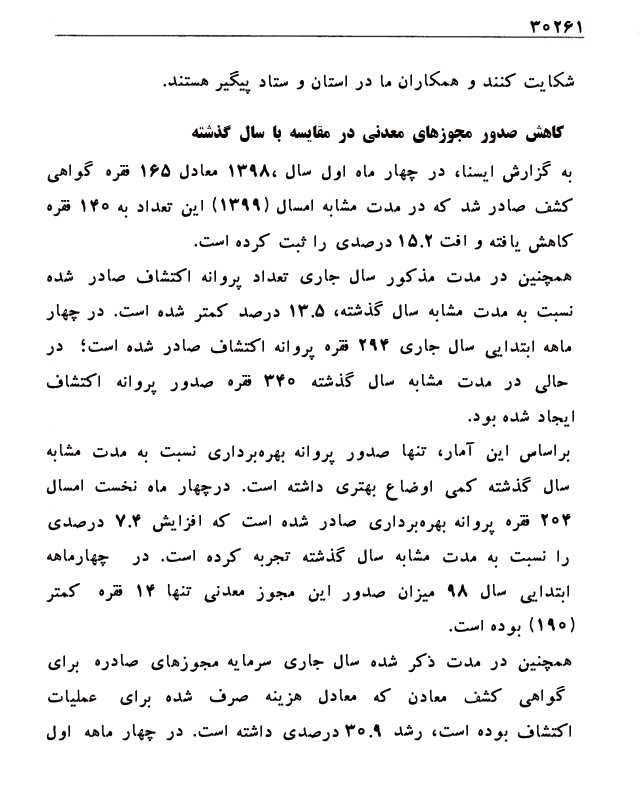 ۳۰۲۶۱
شکایت کنند و همکاران ما در استان و ستاد پیگیر هستند.
کاهش صدور مجوزهای معدنی در مقایسه با سال گذشته
به گزارش ایسنا، در چهار ماه اول سال ،۱۳۹۸ معادل ۱۶۵ فقره گواهی
کشف صادر شد که در مدت مشابه امسال (۱۳۹۹) این تعداد به ۱۴۰ فقره
کاهش یافته و افت ۱۵.۲ درصدی را ثبت کرده است.
همچنین در مدت مذکور سال جاری تعداد پروانه اکتشاف صادر شده
نسبت به مدت مشابه سال گذشته، ۱۳.۵ درصد کمتر شده است. در چهار
ماهه ابتدایی سال جاری ۲۹۴ فقره پروانه اکتشاف صادر شده است؛ در
حالی در مدت مشابه سال گذشته ۳۴۰ فقره صدور پروانه اکتشاف
ایجاد شده بود.
براساس این آمار، تنها صدور پروانه بهره‌برداری نسبت به مدت مشابه
سال گذشته کمی اوضاع بهتری داشته است. درچهار ماه نخست امسال
۲۰۴ فقره پروانه بهره‌برداری صادر شده است که افزایش ۷.۴ درصدی
را نسبت به مدت مشابه سال گذشته تجربه کرده است. در چهارماهه
ابتدایی سال ۹۸ میزان صدور این مجوز معدنی تنها ۱۴ فقره کمتر
(۱۹۰) بوده است.
همچنین در مدت ذکر شده سال جاری سرمایه مجوزهای صادره برای
گواهی کشف معادن که معادل هزینه صرف شده برای عملیات
اکتشاف بوده است، رشد ۳۰.۹ درصدی داشته است. در چهار ماهه اول